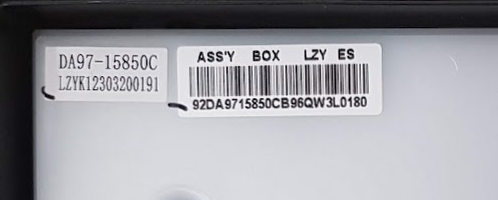 DA97-15850C
LZYK12303200191
ASS'Y BOX LZY ES
92DA9715850CB96QW3L0180